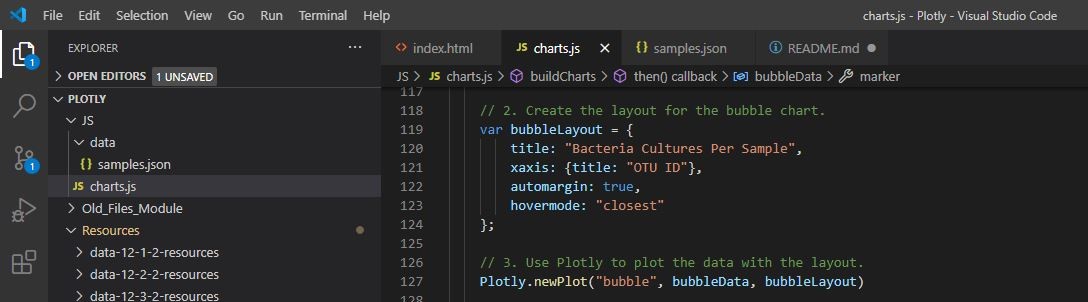 File Edit Selection View Go Run Terminal Help charts.js - Plotly - Visual Studio Code
EXPLORER ...
OPEN EDITORS 1 UNSAVED
PLOTLY
JS
data
{ } samples.json
JS charts.js
Old_Files_Module
Resources
data-12-1-2-resources
data-12-2-2-resources
data-12-3-2-resources
1
1
<> index.html JS charts.js × { } samples.json README.md
JS > JS charts.js > buildCharts > then() callback > bubbleData > marker
117
118 // 2. Create the layout for the bubble chart.
119 var bubbleLayout = {
120 title: "Bacteria Cultures Per Sample",
121 xaxis: {title: "OTU ID"},
122 automargin: true,
123 hovermode: "closest"
124 };
125
126 // 3. Use Plotly to plot the data with the layout.
127 Plotly.newPlot("bubble", bubbleData, bubbleLayout)
128